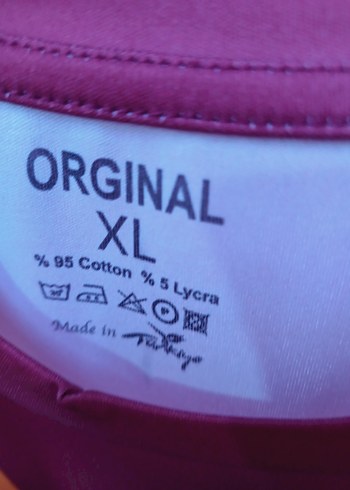 ORGINAL
XL
% 95 Cotton % 5 Lycra
P
Made in Türkiye